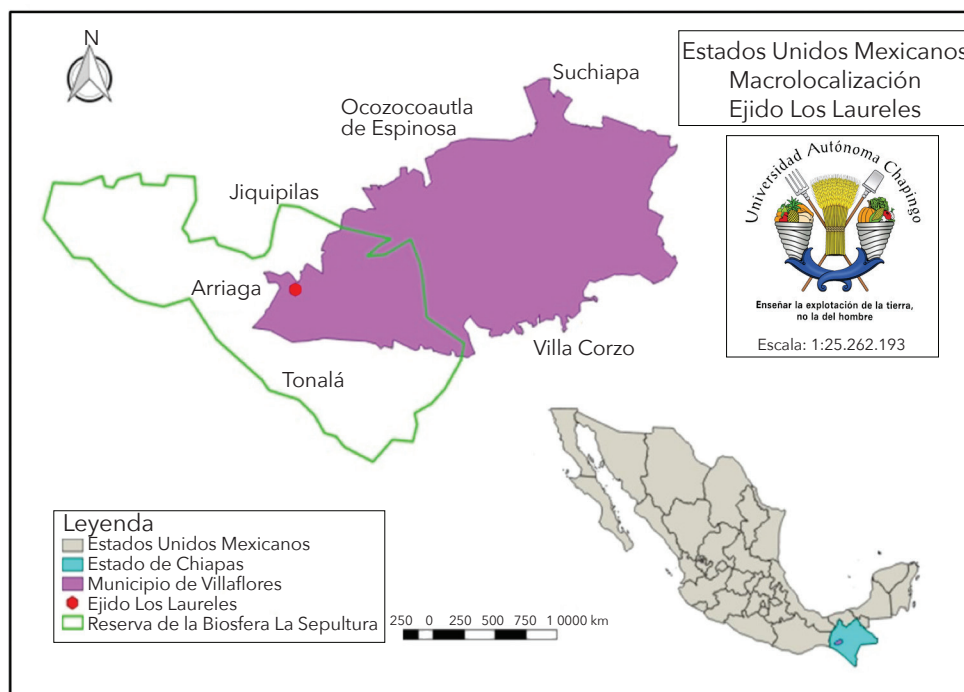 N
Estados Unidos Mexicanos
Macrolocalización
Ejido Los Laureles
Suchiapa
Ocozocoautla
de Espinosa
Jiquipilas
Arriaga
Tonalá
Villa Corzo
Universidad Autónoma Chapingo
Enseñar la explotación de la tierra,
no la del hombre
Escala: 1:25.262.193
Leyenda
Estados Unidos Mexicanos
Estado de Chiapas
Municipio de Villaflores
Ejido Los Laureles
Reserva de la Biosfera La Sepultura
250 0 250 500 750 1 0000 km